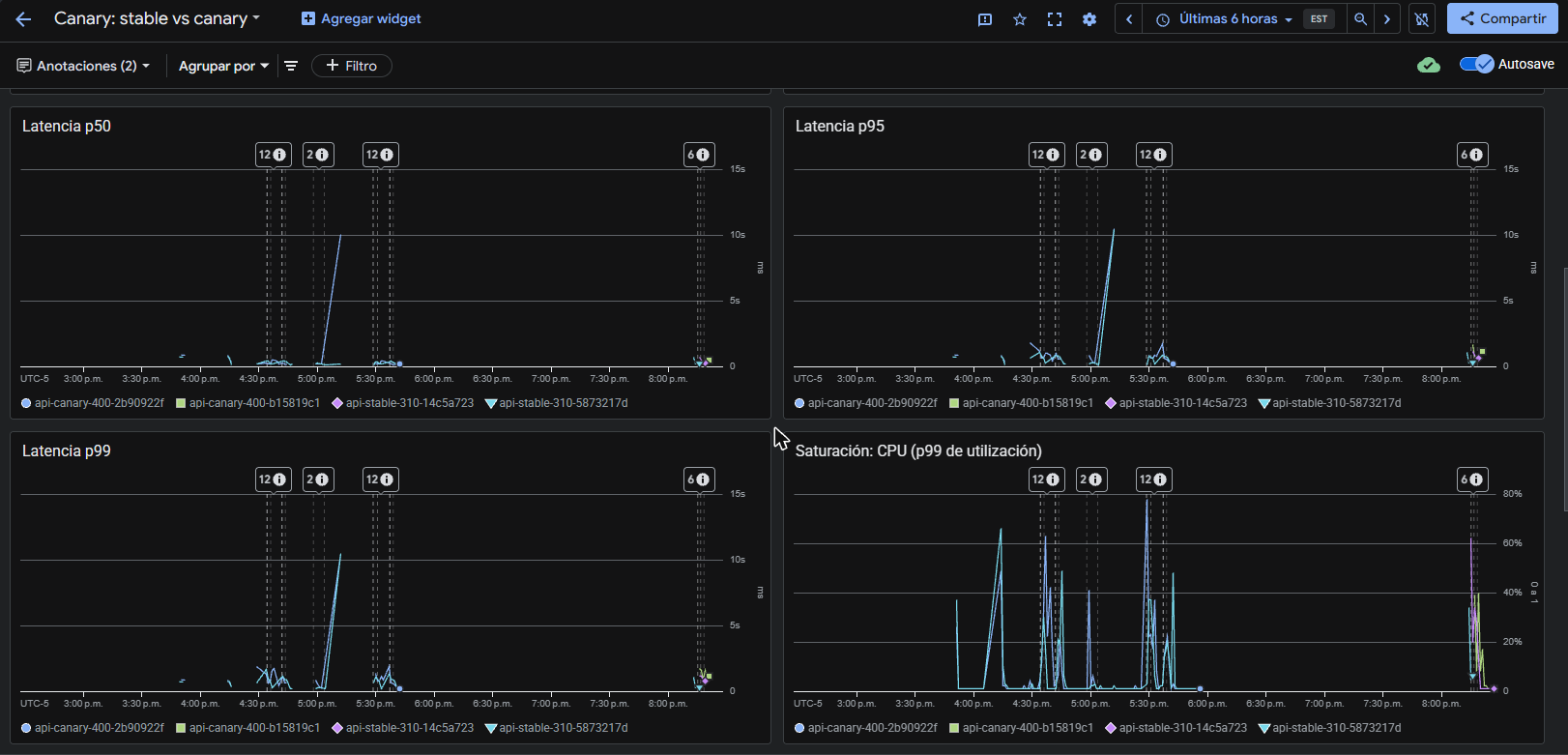 Canary: stable vs canary Agregar widget Últimas 6 horas EST Compartir
Anotaciones (2) Agrupar por Filtro Autosave
Latencia p50
12 2 12 6
15s
10s
ms
5s
0
UTC-5 3:00 p.m. 3:30 p.m. 4:00 p.m. 4:30 p.m. 5:00 p.m. 5:30 p.m. 6:00 p.m. 6:30 p.m. 7:00 p.m. 7:30 p.m. 8:00 p.m.
api-canary-400-2b90922f api-canary-400-b15819c1 api-stable-310-14c5a723 api-stable-310-5873217d
Latencia p95
12 2 12 6
15s
10s
ms
5s
0
UTC-5 3:00 p.m. 3:30 p.m. 4:00 p.m. 4:30 p.m. 5:00 p.m. 5:30 p.m. 6:00 p.m. 6:30 p.m. 7:00 p.m. 7:30 p.m. 8:00 p.m.
api-canary-400-2b90922f api-canary-400-b15819c1 api-stable-310-14c5a723 api-stable-310-5873217d
Latencia p99
12 2 12 6
15s
10s
ms
5s
0
UTC-5 3:00 p.m. 3:30 p.m. 4:00 p.m. 4:30 p.m. 5:00 p.m. 5:30 p.m. 6:00 p.m. 6:30 p.m. 7:00 p.m. 7:30 p.m. 8:00 p.m.
api-canary-400-2b90922f api-canary-400-b15819c1 api-stable-310-14c5a723 api-stable-310-5873217d
Saturación: CPU (p99 de utilización)
12 2 12 6
80%
60%
40%
0 a 1
20%
0
UTC-5 3:00 p.m. 3:30 p.m. 4:00 p.m. 4:30 p.m. 5:00 p.m. 5:30 p.m. 6:00 p.m. 6:30 p.m. 7:00 p.m. 7:30 p.m. 8:00 p.m.
api-canary-400-2b90922f api-canary-400-b15819c1 api-stable-310-14c5a723 api-stable-310-5873217d